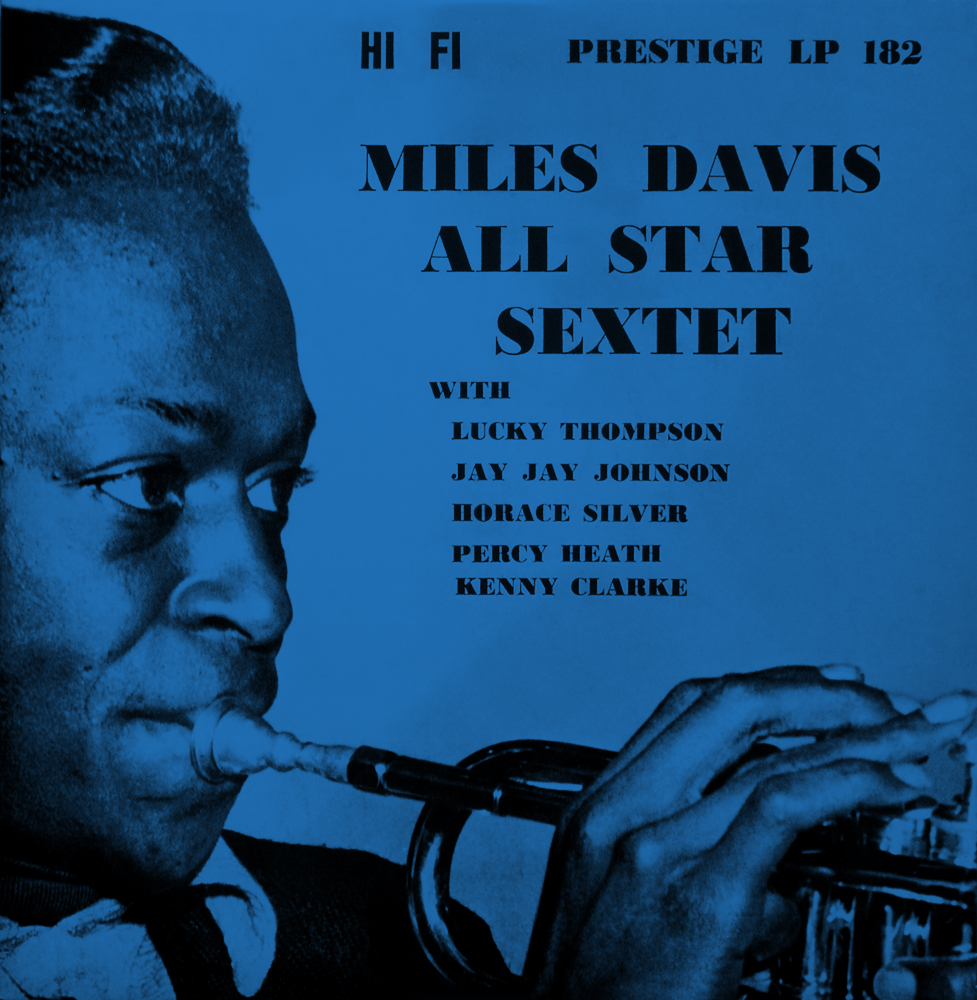 HI FI PRESTIGE LP 182
MILES DAVIS
ALL STAR
SEXTET
WITH
LUCKY THOMPSON
JAY JAY JOHNSON
HORACE SILVER
PERCY HEATH
KENNY CLARKE